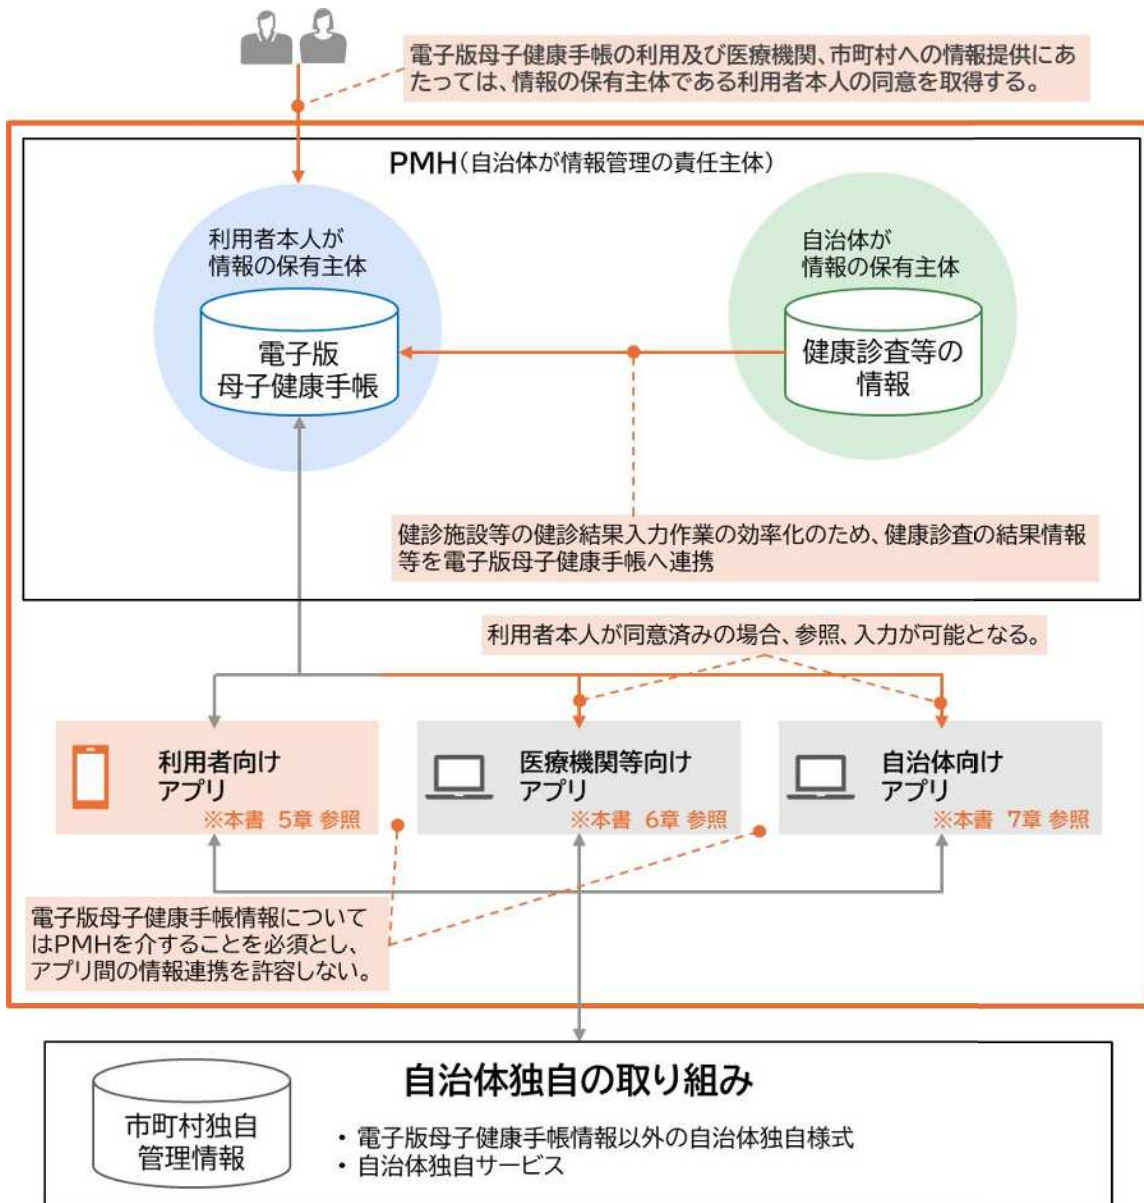 電子版母子健康手帳の利用及び医療機関、市町村への情報提供にあ
たっては、情報の保有主体である利用者本人の同意を取得する。
PMH(自治体が情報管理の責任主体)
利用者本人が
情報の保有主体
電子版
母子健康手帳
自治体が
情報の保有主体
健康診査等の
情報
健診施設等の健診結果入力作業の効率化のため、健康診査の結果情報
等を電子版母子健康手帳へ連携
利用者本人が同意済みの場合、参照、入力が可能となる。
利用者向け
アプリ
※本書 5章 参照
医療機関等向け
アプリ
※本書 6章 参照
自治体向け
アプリ
※本書 7章 参照
電子版母子健康手帳情報について
はPMHを介することを必須とし、
アプリ間の情報連携を許容しない。
自治体独自の取り組み
市町村独自
管理情報
・電子版母子健康手帳情報以外の自治体独自様式
・自治体独自サービス